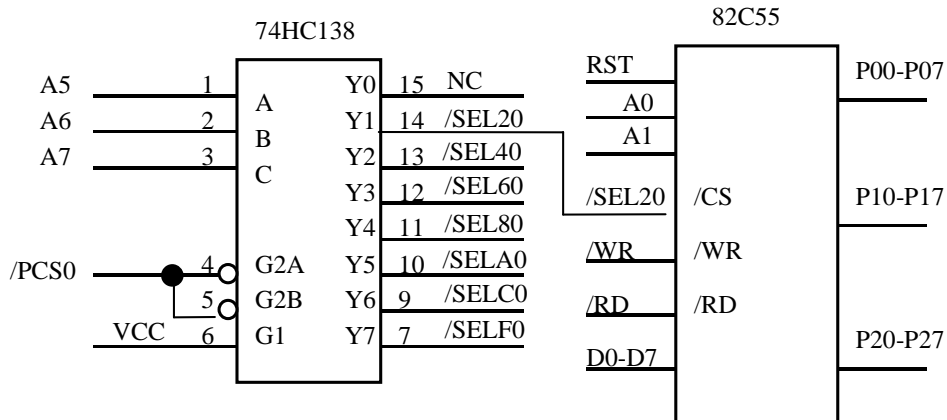 82C55
74HC138
RST
P00-P07
A5 1 A Y0 15 NC
A0
A6 2 B Y1 14 /SEL20
A1
A7 3 C Y2 13 /SEL40
Y3 12 /SEL60
/SEL20 /CS P10-P17
Y4 11 /SEL80
/WR /WR
/PCS0 4 G2A Y5 10 /SELA0
5 G2B Y6 9 /SELC0
/RD /RD
VCC 6 G1 Y7 7 /SELF0
P20-P27
D0-D7